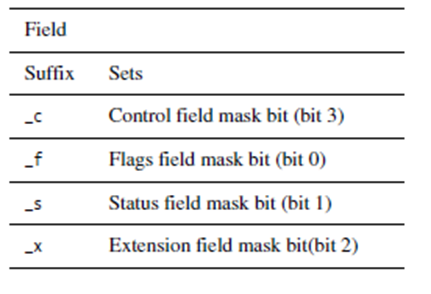 Field
Suffix Sets
_c Control field mask bit (bit 3)
_f Flags field mask bit (bit 0)
_s Status field mask bit (bit 1)
_x Extension field mask bit(bit 2)